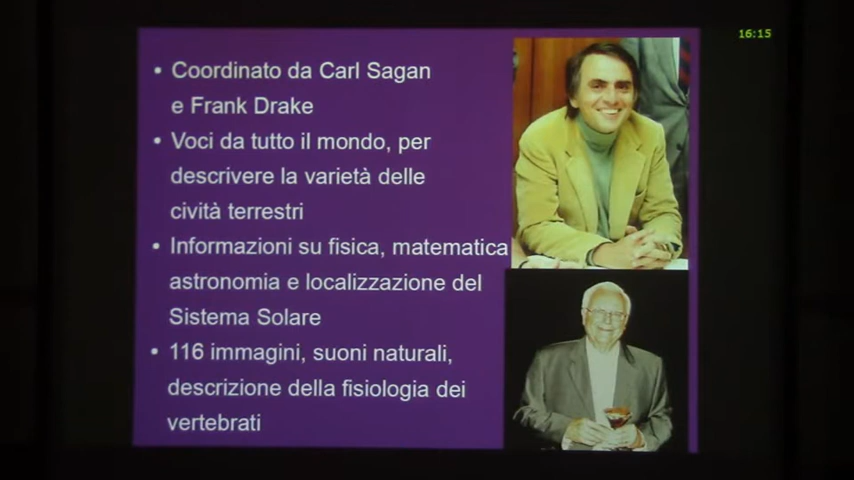 16:15
• Coordinato da Carl Sagan
e Frank Drake
• Voci da tutto il mondo, per
descrivere la varietà delle
cività terrestri
• Informazioni su fisica, matematica
astronomia e localizzazione del
Sistema Solare
• 116 immagini, suoni naturali,
descrizione della fisiologia dei
vertebrati